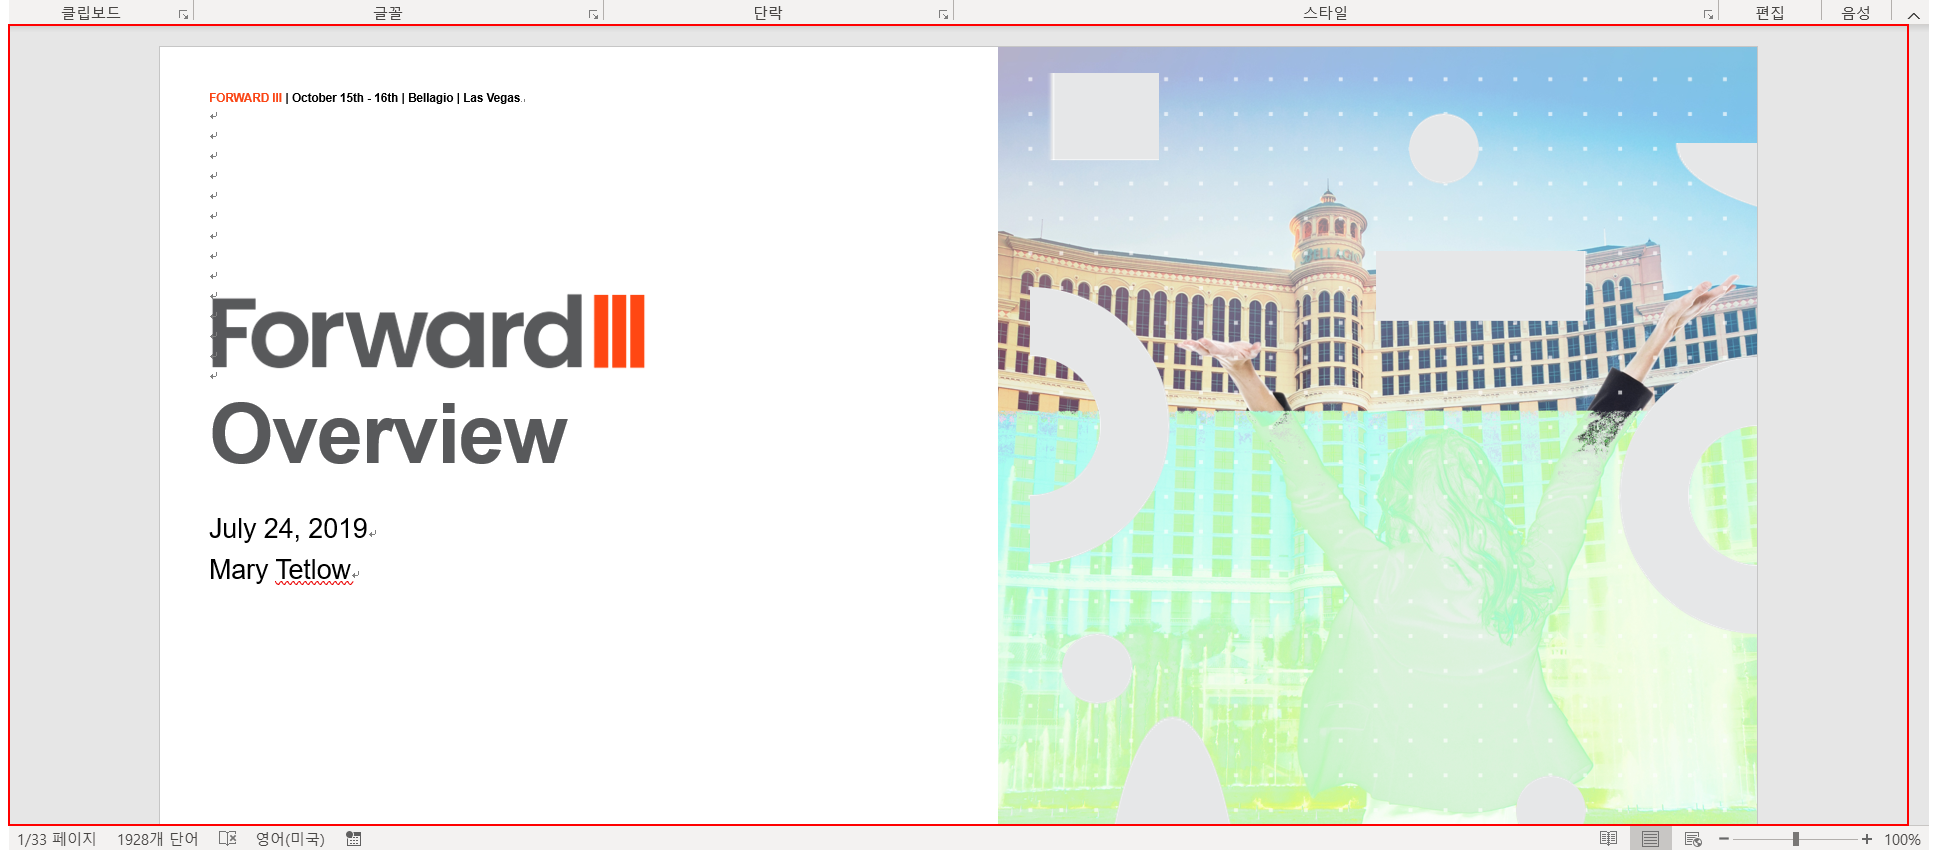 클립보드 글꼴 단락 스타일 편집 음성
FORWARD III | October 15th - 16th | Bellagio | Las Vegas
ForwardIII
Overview
July 24, 2019
Mary Tetlow
1/33 페이지 1928개 단어 영어(미국) 100%